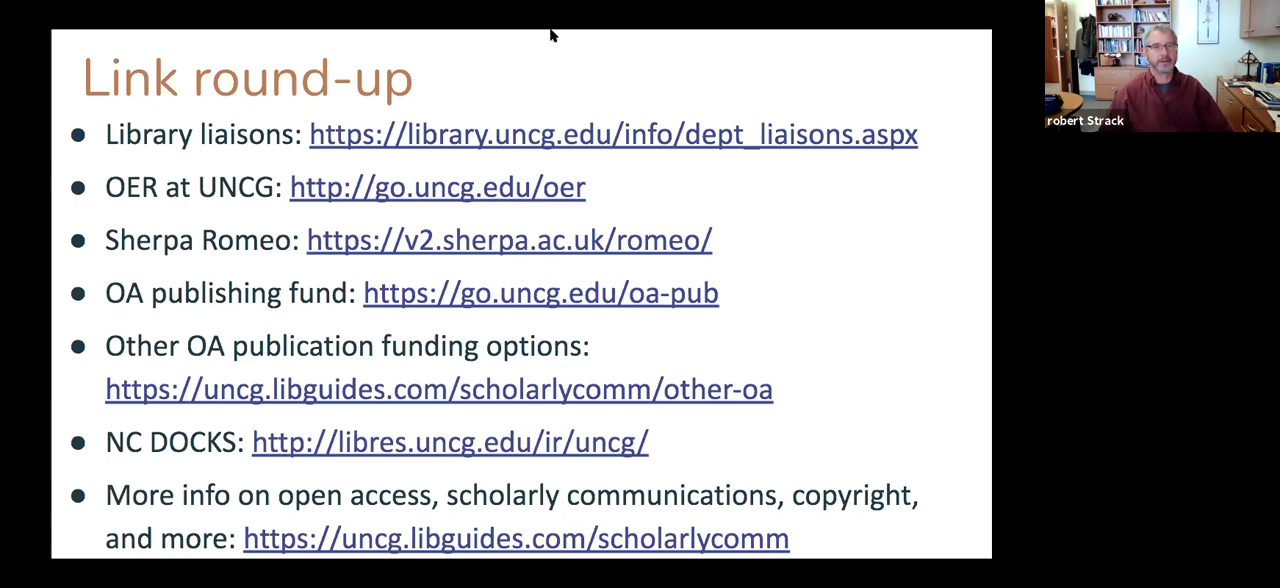 Link round-up
● Library liaisons: https://library.uncg.edu/info/dept_liaisons.aspx
● OER at UNCG: http://go.uncg.edu/oer
● Sherpa Romeo: https://v2.sherpa.ac.uk/romeo/
● OA publishing fund: https://go.uncg.edu/oa-pub
● Other OA publication funding options:
https://uncg.libguides.com/scholarlycomm/other-oa
● NC DOCKS: http://libres.uncg.edu/ir/uncg/
● More info on open access, scholarly communications, copyright,
and more: https://uncg.libguides.com/scholarlycomm
robert Strack